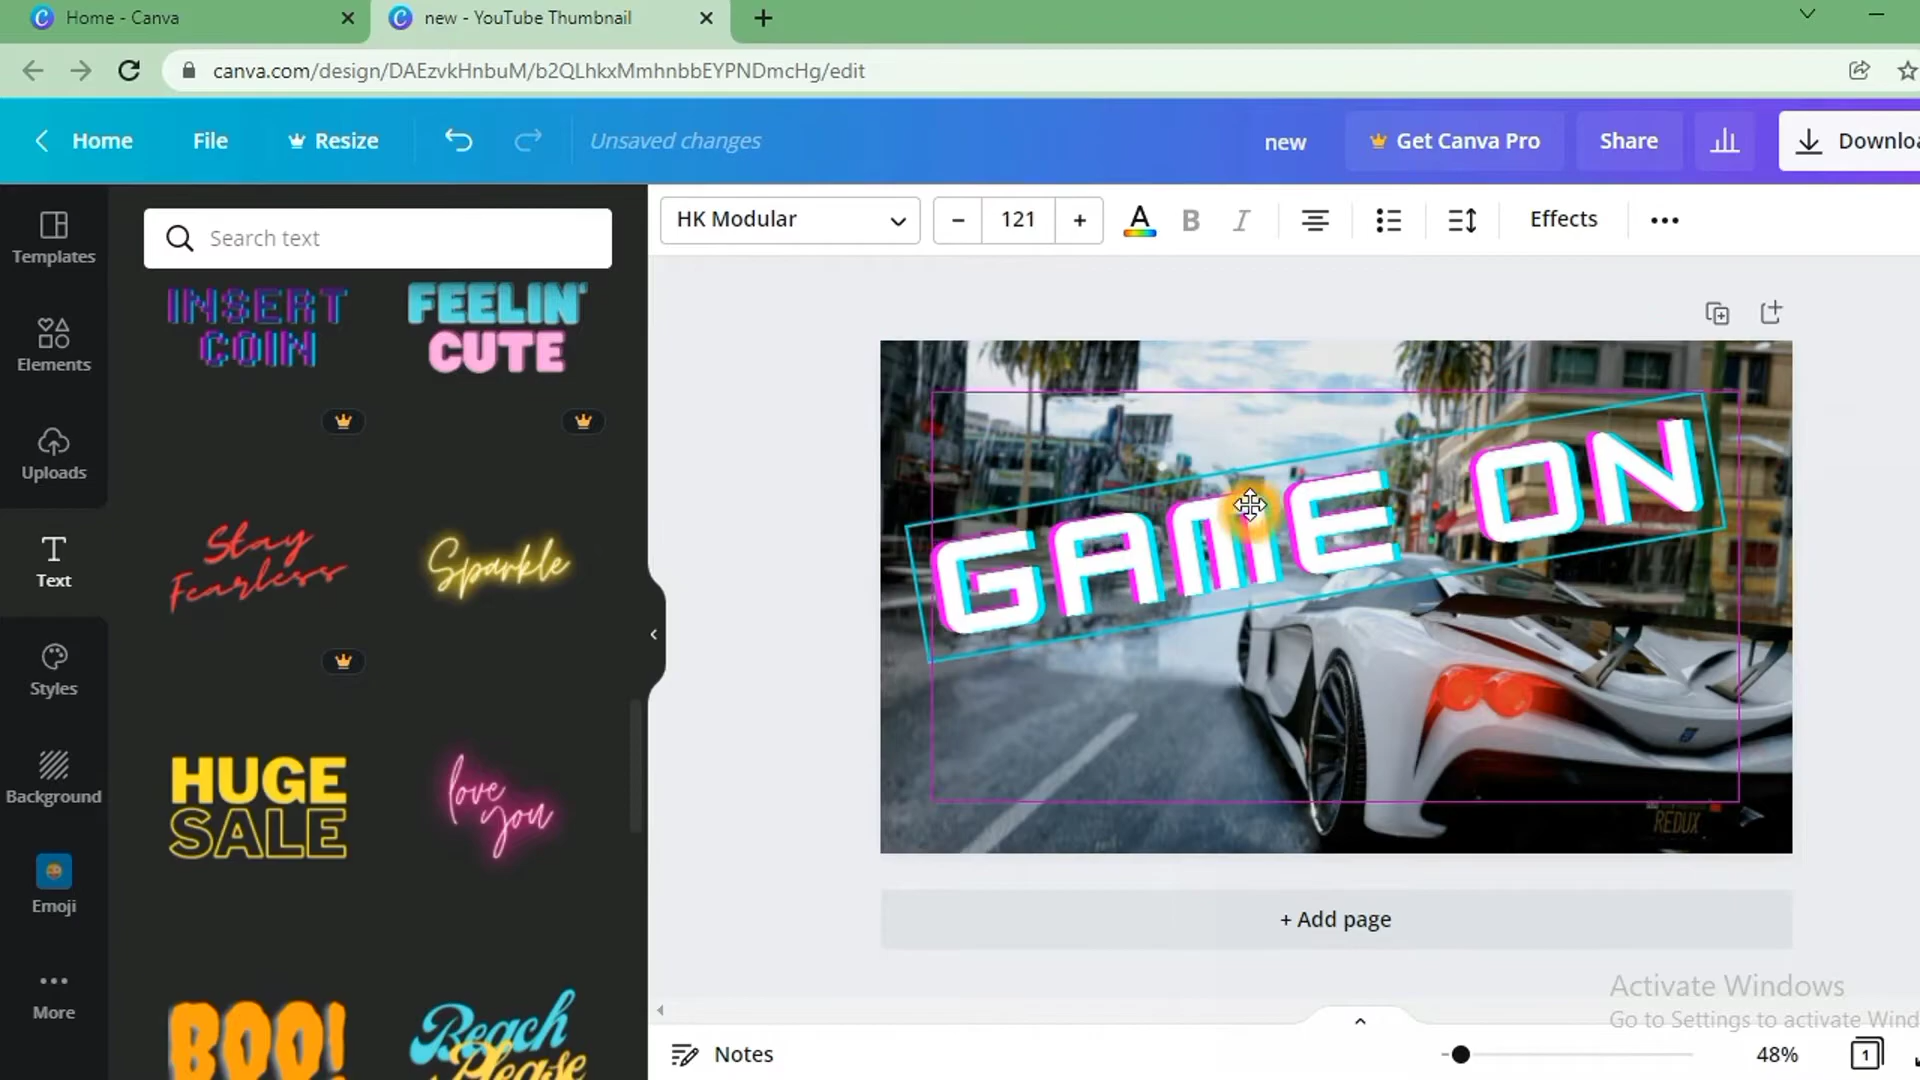 Home - Canva
new - YouTube Thumbnail
canva.com/design/DAEzvkHnbuM/b2QLhkxMmhnbbEYPNDmcHg/edit
Home
File
Resize
Unsaved changes
new
Get Canva Pro
Share
Downloa
Templates
Elements
Uploads
Text
Styles
Background
Emoji
More
Search text
INSERT
COIN
FEELIN'
CUTE
Stay
Fearless
Sparkle
HUGE
SALE
love
you
BOO!
Beach
Please
HK Modular
121
B
I
Effects
GAME ON
REDUX
+ Add page
Activate Windows
Go to Settings to activate Wind
Notes
48%
1